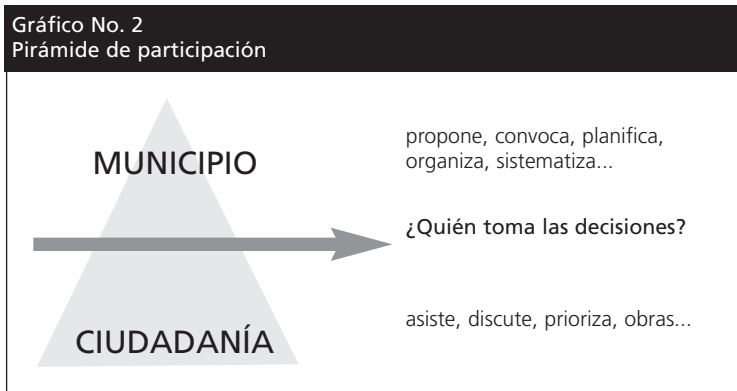 Gráfico No. 2
Pirámide de participación
MUNICIPIO
propone, convoca, planifica,
organiza, sistematiza...
¿Quién toma las decisiones?
CIUDADANÍA
asiste, discute, prioriza, obras...